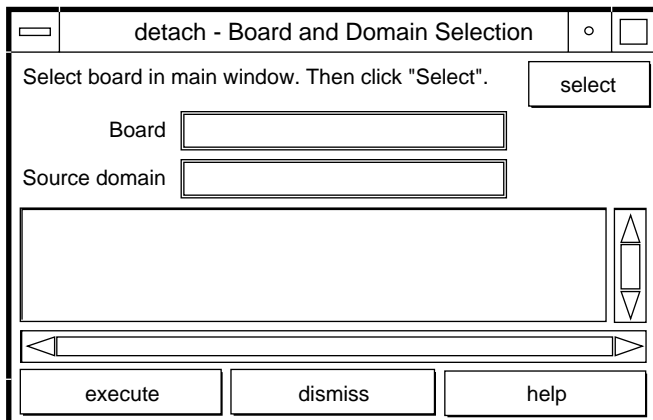 detach - Board and Domain Selection
Select board in main window. Then click "Select".
select
Board
Source domain
execute dismiss help